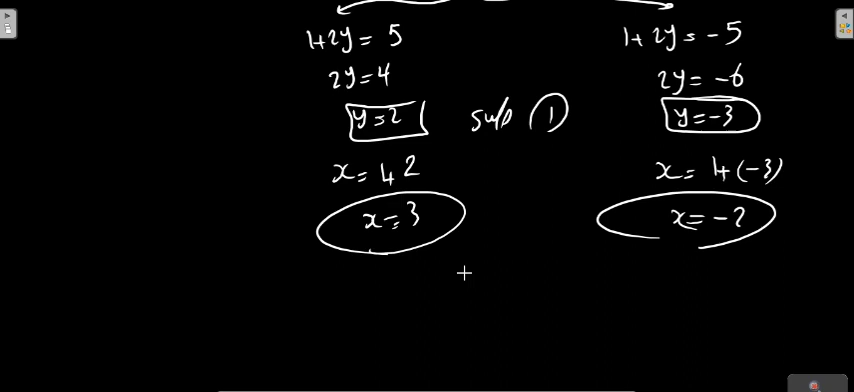 1+2y= 5
1+2y= -5
2y=4
2y= -6
y=2
sub ①
y=-3
x= 1+2
x= 1+(-3)
x=3
x= -2